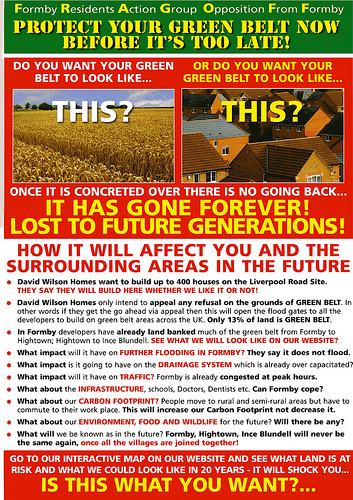 Formby Residents Action Group Opposition From Formby
PROTECT YOUR GREEN BELT NOW
BEFORE IT'S TOO LATE!
DO YOU WANT YOUR GREEN
BELT TO LOOK LIKE...
OR DO YOU WANT YOUR
GREEN BELT TO LOOK LIKE...
THIS?
THIS?
ONCE IT IS CONCRETED OVER THERE IS NO GOING BACK...
IT HAS GONE FOREVER!
LOST TO FUTURE GENERATIONS!
HOW IT WILL AFFECT YOU AND THE
SURROUNDING AREAS IN THE FUTURE
• David Wilson Homes want to build up to 400 houses on the Liverpool Road Site.
THEY SAY THEY WILL BUILD HERE WHETHER WE LIKE IT OR NOT!
• David Wilson Homes only intend to appeal any refusal on the grounds of GREEN BELT. In
other words if they get the go ahead via appeal then this will open the flood gates to all the
developers to build on green belt areas across the UK. Only 13% of land is GREEN BELT.
• In Formby developers have already land banked much of the green belt from Formby to
Hightown; Hightown to Ince Blundell. SEE WHAT WE WILL LOOK LIKE ON OUR WEBSITE?
• What impact will it have on FURTHER FLOODING IN FORMBY? They say it does not flood.
• What impact is it going to have on the DRAINAGE SYSTEM which is already over capacitated?
• What impact will it have on TRAFFIC? Formby is already congested at peak hours.
• What about the INFRASTRUCTURE, schools, Doctors, Dentists etc. Can Formby cope?
• What about our CARBON FOOTPRINT? People move to rural and semi-rural areas but have to
commute to their work place. This will increase our Carbon Footprint not decrease it.
• What about our ENVIRONMENT, FOOD AND WILDLIFE for the future? Will there be any?
• What will we be known as in the future? Formby, Hightown, Ince Blundell will never be
the same again, once all the villages are joined together!
GO TO OUR INTERACTIVE MAP ON OUR WEBSITE AND SEE WHAT LAND IS AT
RISK AND WHAT WE COULD LOOK LIKE IN 20 YEARS - IT WILL SHOCK YOU...
IS THIS WHAT YOU WANT?...